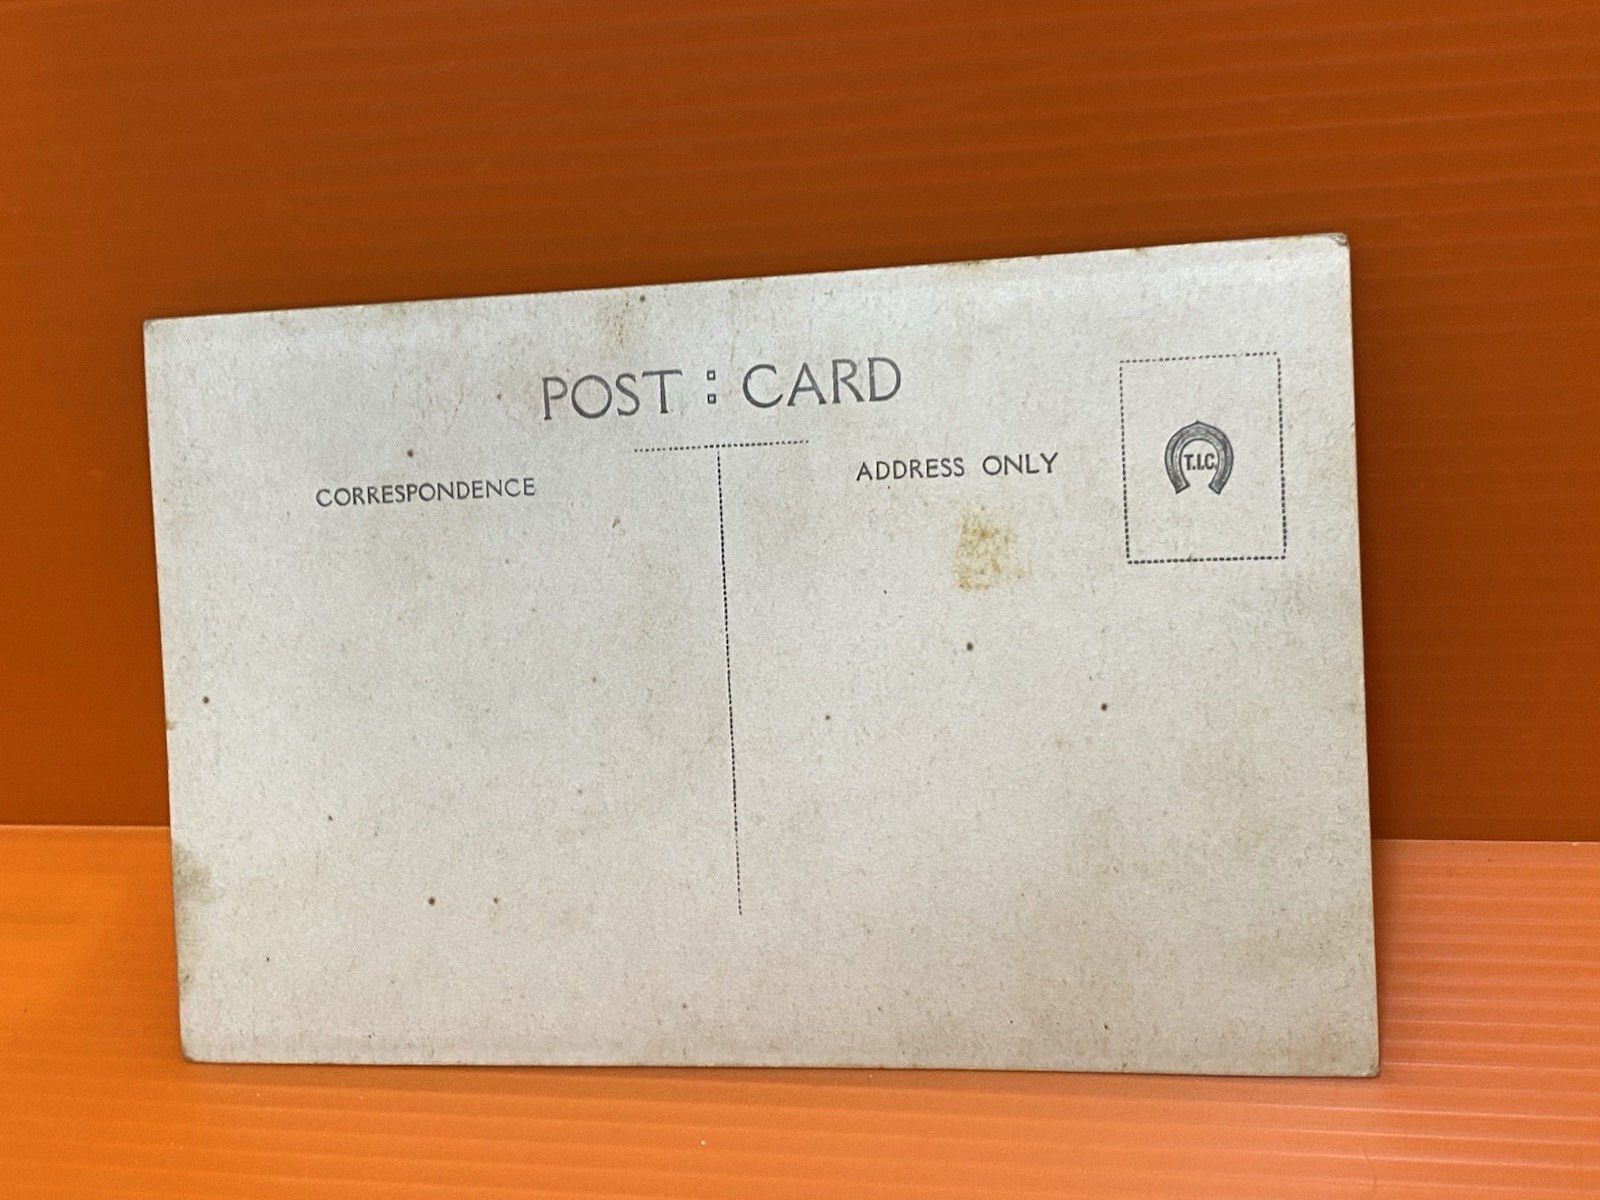 POST : CARD
CORRESPONDENCE
ADDRESS ONLY
T.I.C.